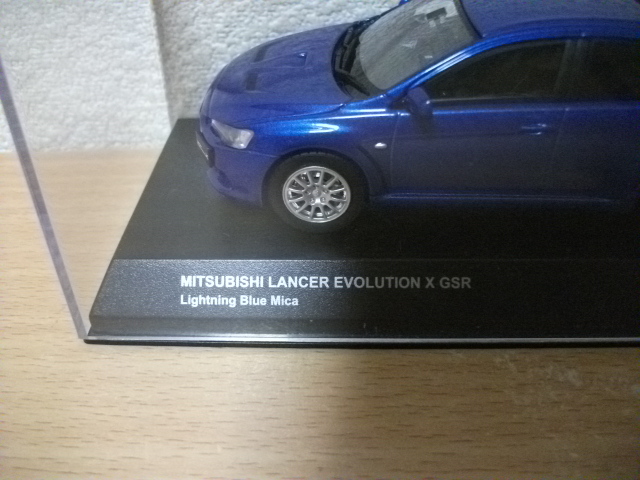 MITSUBISHI LANCER EVOLUTION X GSR
Lightning Blue Mica